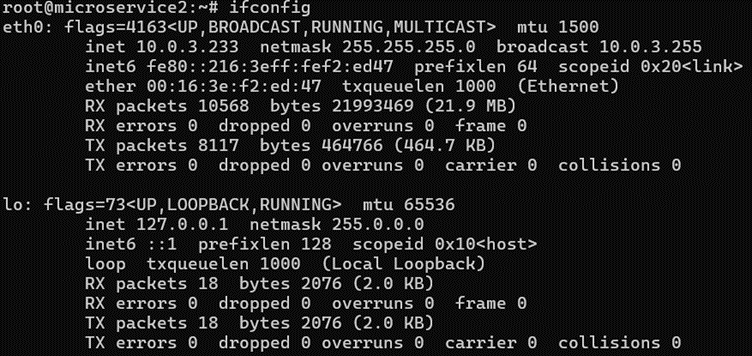 root@microservice2:~# ifconfig
eth0: flags=4163<UP,BROADCAST,RUNNING,MULTICAST>  mtu 1500
        inet 10.0.3.233  netmask 255.255.255.0  broadcast 10.0.3.255
        inet6 fe80::216:3eff:fef2:ed47  prefixlen 64  scopeid 0x20<link>
        ether 00:16:3e:f2:ed:47  txqueuelen 1000  (Ethernet)
        RX packets 10568  bytes 21993469 (21.9 MB)
        RX errors 0  dropped 0  overruns 0  frame 0
        TX packets 8117  bytes 464766 (464.7 KB)
        TX errors 0  dropped 0 overruns 0  carrier 0  collisions 0

lo: flags=73<UP,LOOPBACK,RUNNING>  mtu 65536
        inet 127.0.0.1  netmask 255.0.0.0
        inet6 ::1  prefixlen 128  scopeid 0x10<host>
        loop  txqueuelen 1000  (Local Loopback)
        RX packets 18  bytes 2076 (2.0 KB)
        RX errors 0  dropped 0  overruns 0  frame 0
        TX packets 18  bytes 2076 (2.0 KB)
        TX errors 0  dropped 0 overruns 0  carrier 0  collisions 0